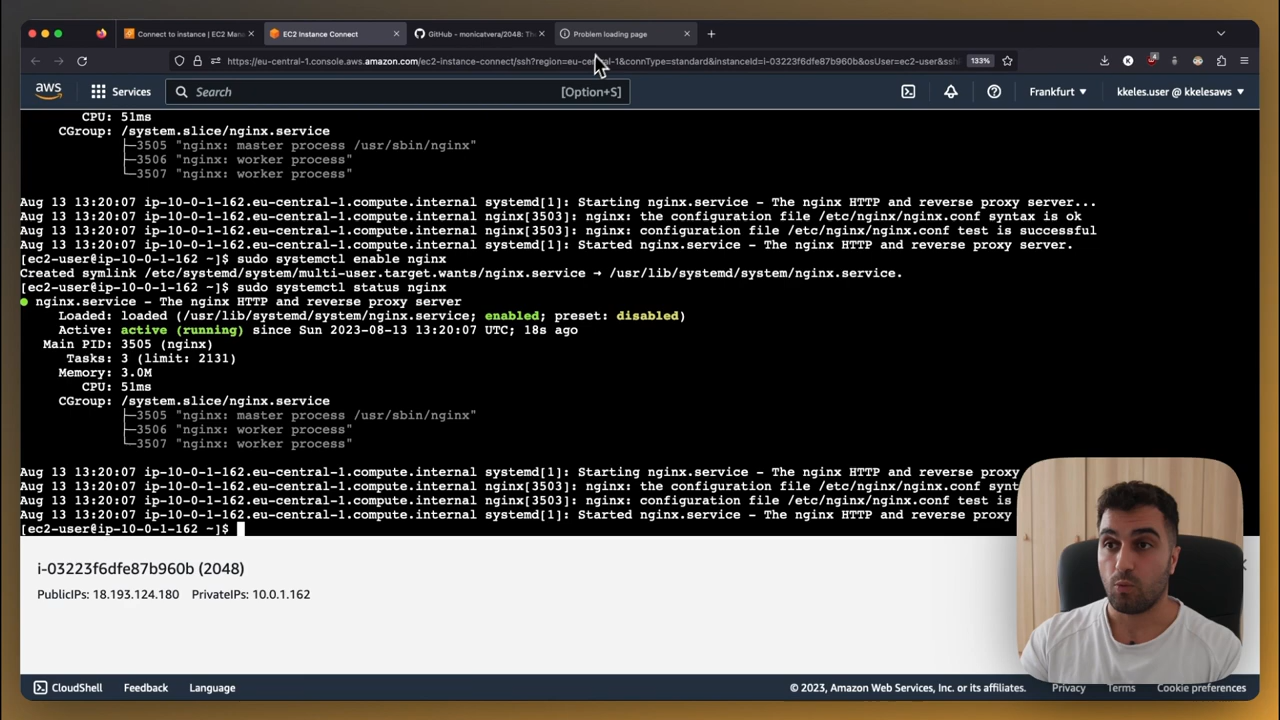 Connect to instance | EC2 Man
EC2 Instance Connect
GitHub - monicatvera/2048: Th
Problem loading page
https://eu-central-1.console.aws.amazon.com/ec2-instance-connect/ssh?region=eu-central-1&connType=standard&instanceId=i-03223f6dfe87b960b&osUser=ec2-user&ssh
133%
aws
Services
Search
[Option+S]
Frankfurt
kkeles.user @ kkelesaws
CPU: 51ms
CGroup: /system.slice/nginx.service
├─3505 "nginx: master process /usr/sbin/nginx"
├─3506 "nginx: worker process"
└─3507 "nginx: worker process"
Aug 13 13:20:07 ip-10-0-1-162.eu-central-1.compute.internal systemd[1]: Starting nginx.service - The nginx HTTP and reverse proxy server...
Aug 13 13:20:07 ip-10-0-1-162.eu-central-1.compute.internal nginx[3503]: nginx: the configuration file /etc/nginx/nginx.conf syntax is ok
Aug 13 13:20:07 ip-10-0-1-162.eu-central-1.compute.internal nginx[3503]: nginx: configuration file /etc/nginx/nginx.conf test is successful
Aug 13 13:20:07 ip-10-0-1-162.eu-central-1.compute.internal systemd[1]: Started nginx.service - The nginx HTTP and reverse proxy server.
[ec2-user@ip-10-0-1-162 ~]$ sudo systemctl enable nginx
Created symlink /etc/systemd/system/multi-user.target.wants/nginx.service → /usr/lib/systemd/system/nginx.service.
[ec2-user@ip-10-0-1-162 ~]$ sudo systemctl status nginx
● nginx.service - The nginx HTTP and reverse proxy server
Loaded: loaded (/usr/lib/systemd/system/nginx.service; enabled; preset: disabled)
Active: active (running) since Sun 2023-08-13 13:20:07 UTC; 18s ago
Main PID: 3505 (nginx)
Tasks: 3 (limit: 2131)
Memory: 3.0M
CPU: 51ms
CGroup: /system.slice/nginx.service
├─3505 "nginx: master process /usr/sbin/nginx"
├─3506 "nginx: worker process"
└─3507 "nginx: worker process"
Aug 13 13:20:07 ip-10-0-1-162.eu-central-1.compute.internal systemd[1]: Starting nginx.service - The nginx HTTP and reverse proxy
Aug 13 13:20:07 ip-10-0-1-162.eu-central-1.compute.internal nginx[3503]: nginx: the configuration file /etc/nginx/nginx.conf synt
Aug 13 13:20:07 ip-10-0-1-162.eu-central-1.compute.internal nginx[3503]: nginx: configuration file /etc/nginx/nginx.conf test is
Aug 13 13:20:07 ip-10-0-1-162.eu-central-1.compute.internal systemd[1]: Started nginx.service - The nginx HTTP and reverse proxy
[ec2-user@ip-10-0-1-162 ~]$
i-03223f6dfe87b960b (2048)
PublicIPs: 18.193.124.180 PrivateIPs: 10.0.1.162
CloudShell
Feedback
Language
© 2023, Amazon Web Services, Inc. or its affiliates.
Privacy
Terms
Cookie preferences